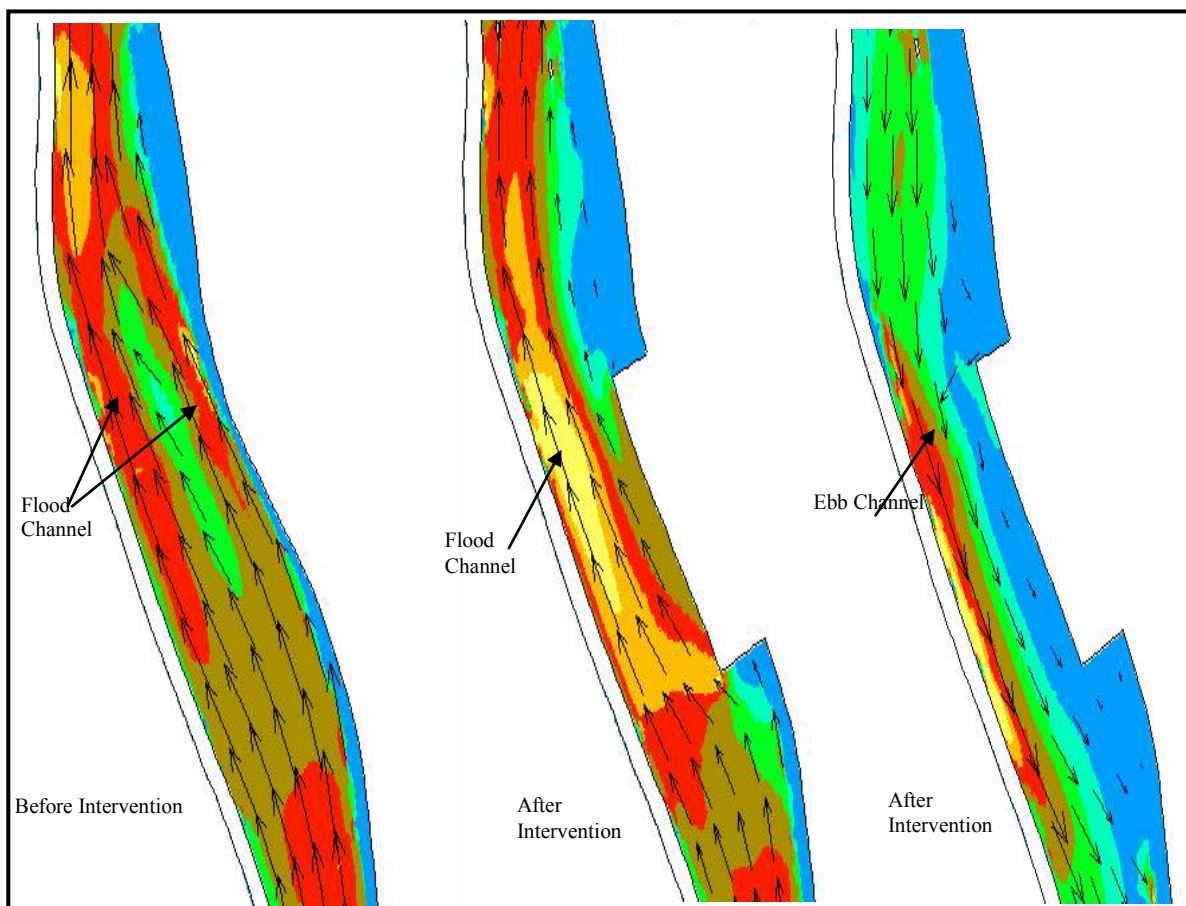 Flood
Channel
Before Intervention
Flood
Channel
After
Intervention
Ebb Channel
After
Intervention